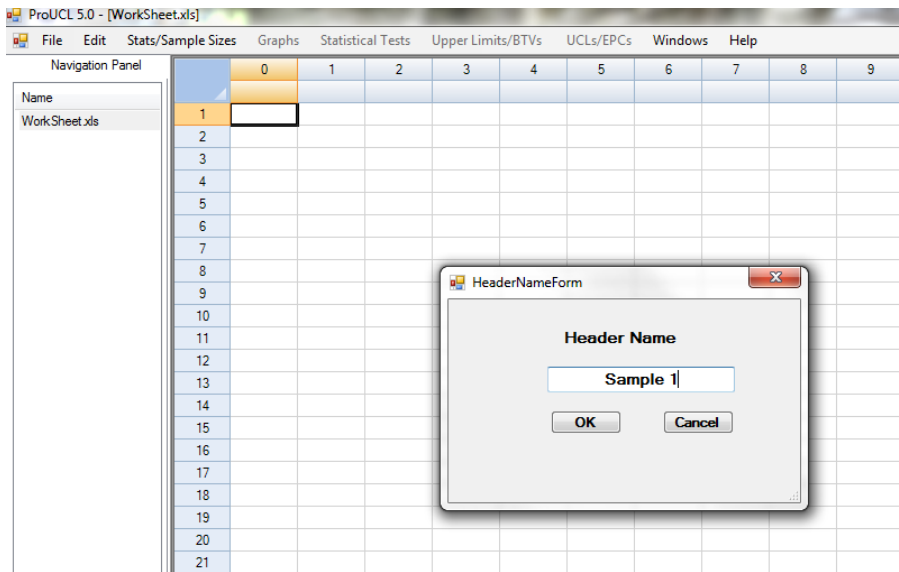 ProUCL 5.0 - [WorkSheet.xls]
File Edit Stats/Sample Sizes Graphs Statistical Tests Upper Limits/BTVs UCLs/EPCs Windows Help
Navigation Panel
Name
WorkSheet.xls
0 1 2 3 4 5 6 7 8 9
1
2
3
4
5
6
7
8
9
10
11
12
13
14
15
16
17
18
19
20
21
HeaderNameForm
Header Name
Sample 1
OK Cancel